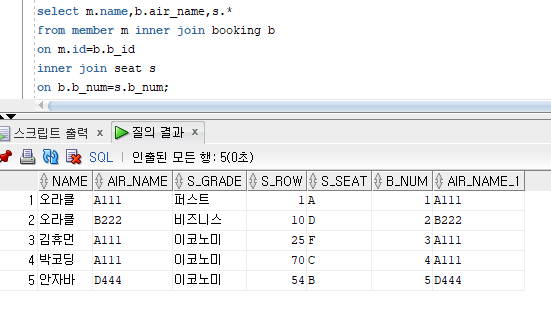 select m.name,b.air_name,s.*
from member m inner join booking b
on m.id=b.b_id
inner join seat s
on b.b_num=s.b_num;
스크립트 출력 x 질의 결과 x
SQL | 인출된 모든 행: 5(0초)
NAME AIR_NAME S_GRADE S_ROW S_SEAT B_NUM AIR_NAME_1
1 오라클 A111 퍼스트 1 A 1 A111
2 오라클 B222 비즈니스 10 D 2 B222
3 김휴먼 A111 이코노미 25 F 3 A111
4 박코딩 A111 이코노미 70 C 4 A111
5 안자바 D444 이코노미 54 B 5 D444